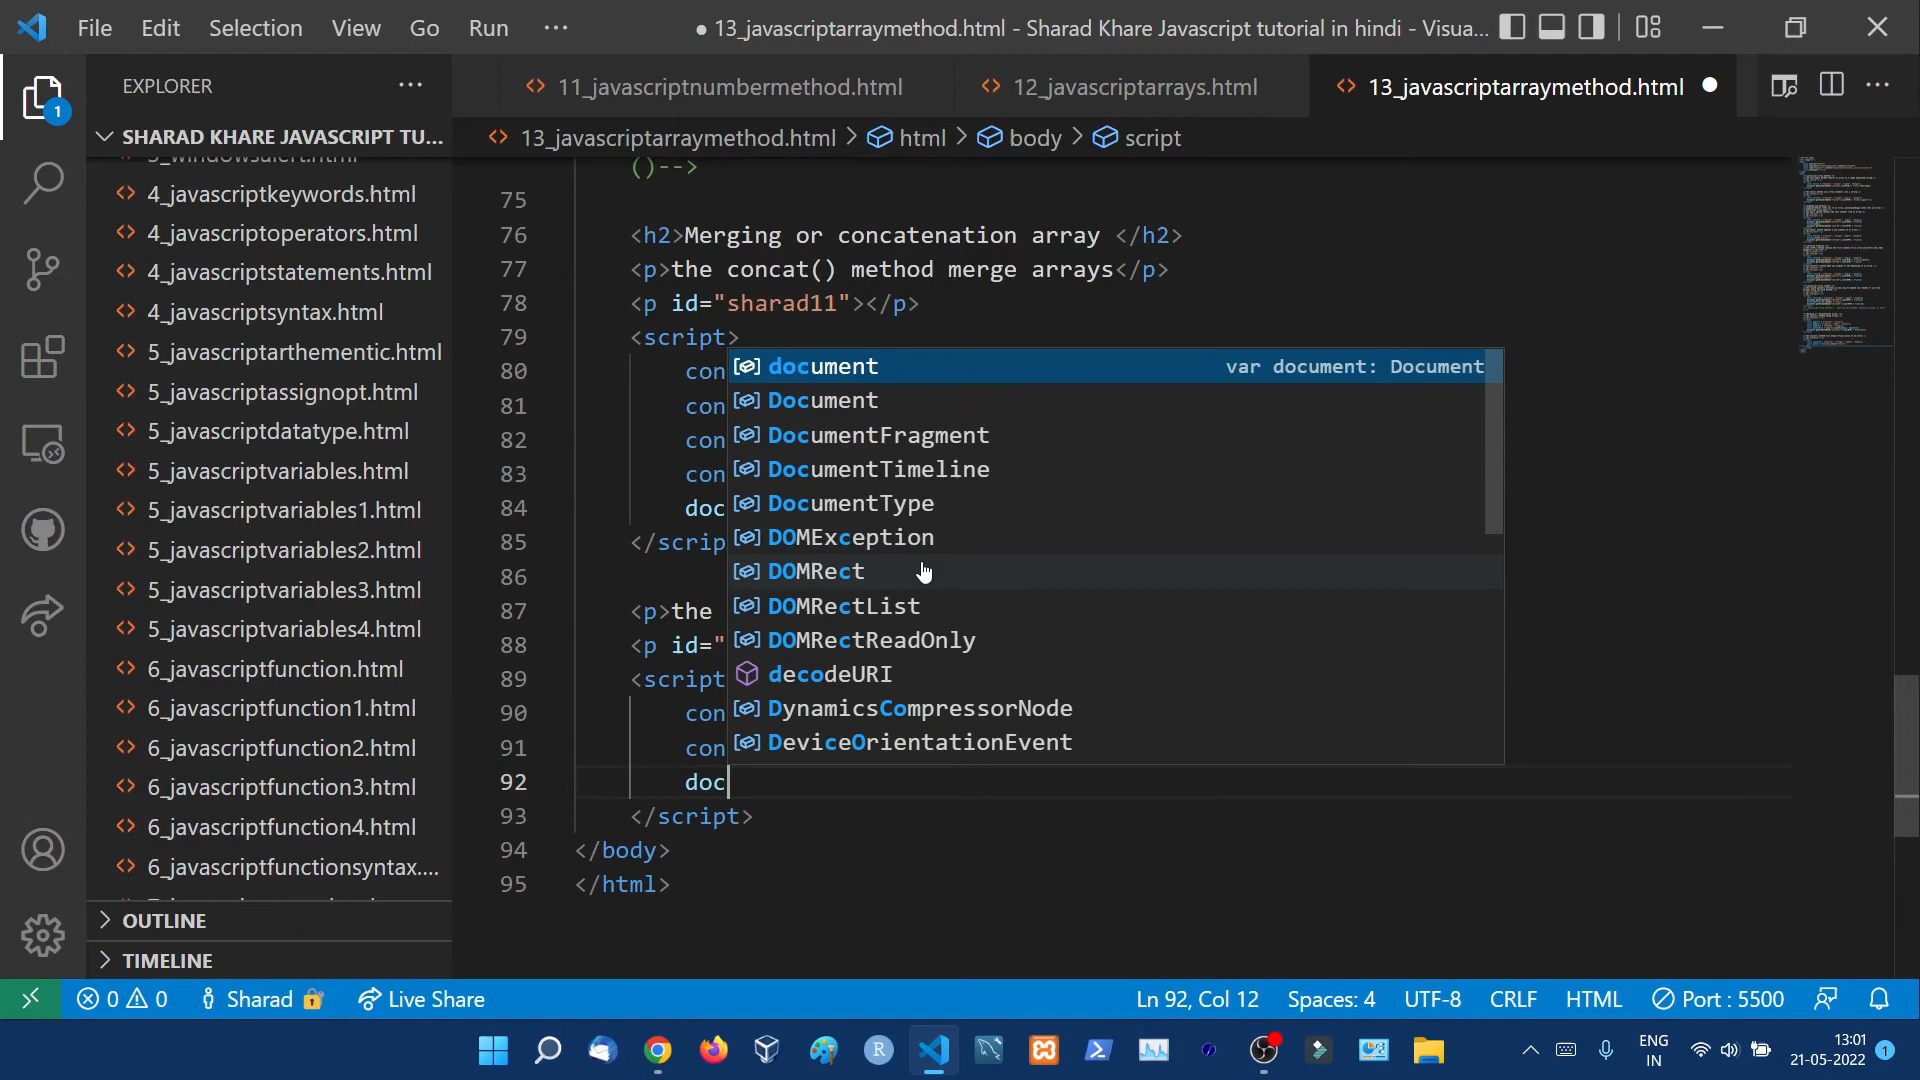 File Edit Selection View Go Run ···
● 13_javascriptarraymethod.html - Sharad Khare Javascript tutorial in hindi - Visua...
EXPLORER ···
11_javascriptnumbermethod.html
12_javascriptarrays.html
13_javascriptarraymethod.html
SHARAD KHARE JAVASCRIPT TU...
13_javascriptarraymethod.html > html > body > script
4_javascriptkeywords.html
4_javascriptoperators.html
4_javascriptstatements.html
4_javascriptsyntax.html
5_javascriptarthementic.html
5_javascriptassignopt.html
5_javascriptdatatype.html
5_javascriptvariables.html
5_javascriptvariables1.html
5_javascriptvariables2.html
5_javascriptvariables3.html
5_javascriptvariables4.html
6_javascriptfunction.html
6_javascriptfunction1.html
6_javascriptfunction2.html
6_javascriptfunction3.html
6_javascriptfunction4.html
6_javascriptfunctionsyntax....
OUTLINE
TIMELINE
()-->
75
76 <h2>Merging or concatenation array </h2>
77 <p>the concat() method merge arrays</p>
78 <p id="sharad11"></p>
79 <script>
80 con
81 con
82 con
83 con
84 doc
85 </scrip
86
87 <p>the
88 <p id="
89 <script
90 con
91 con
92 doc
93 </script>
94 </body>
95 </html>
document var document: Document
Document
DocumentFragment
DocumentTimeline
DocumentType
DOMException
DOMRect
DOMRectList
DOMRectReadOnly
decodeURI
DynamicsCompressorNode
DeviceOrientationEvent
0 0 Sharad Live Share
Ln 92, Col 12 Spaces: 4 UTF-8 CRLF HTML Port : 5500
1
R
ENG
IN
13:01
21-05-2022
1